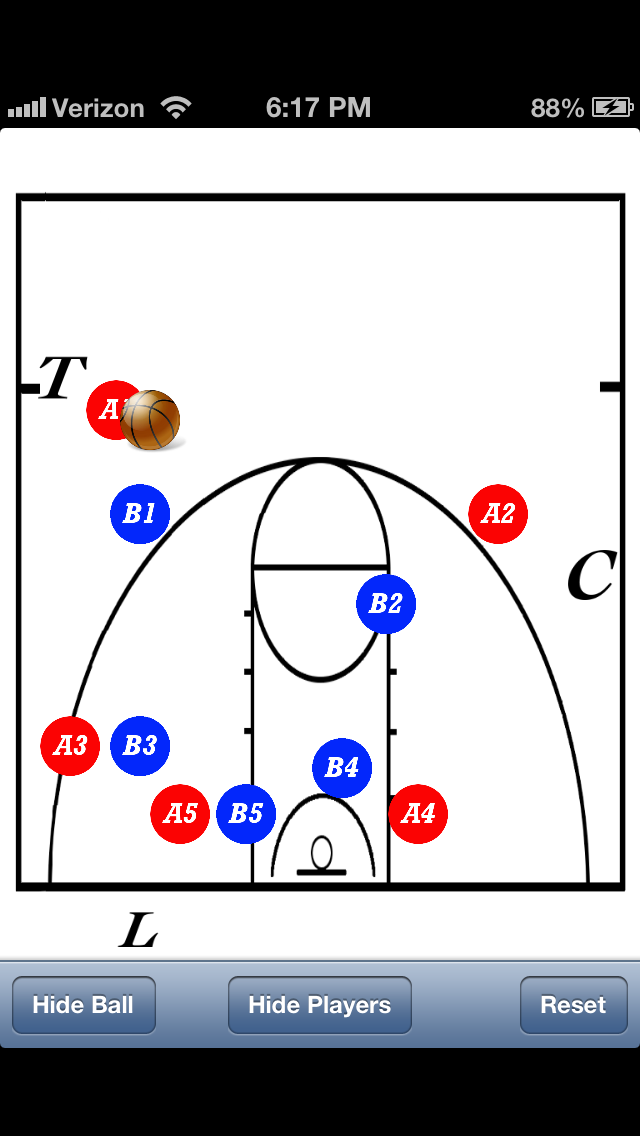 Verizon 6:17 PM 88%
T
B1 A2
C
B2
A3 B3
B4
A5 B5 A4
L
Hide Ball Hide Players Reset